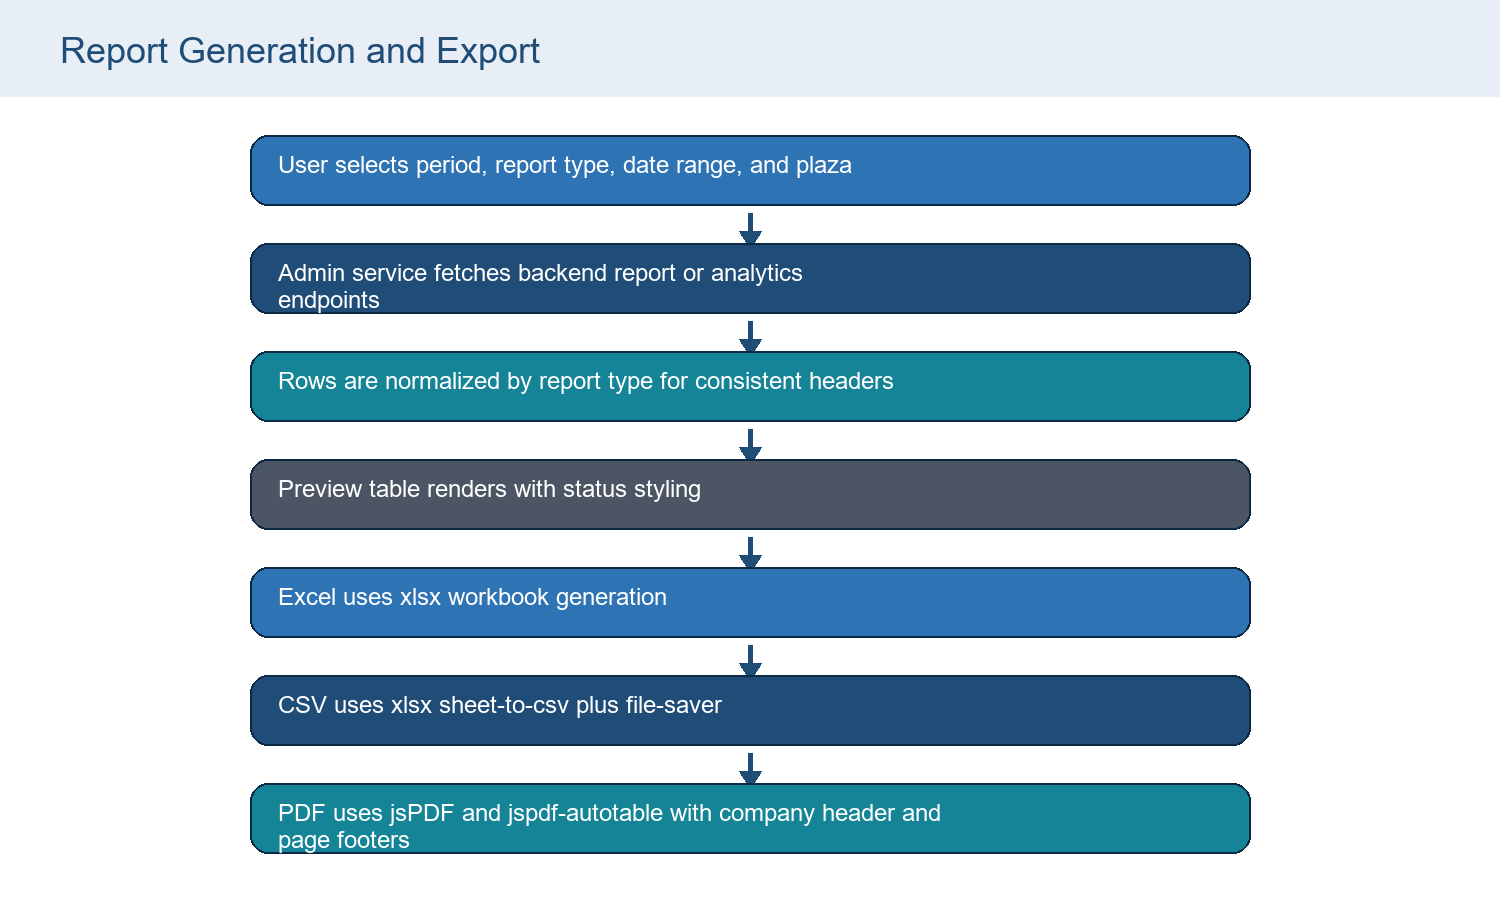 Report Generation and Export
User selects period, report type, date range, and plaza
Admin service fetches backend report or analytics
endpoints
Rows are normalized by report type for consistent headers
Preview table renders with status styling
Excel uses xlsx workbook generation
CSV uses xlsx sheet-to-csv plus file-saver
PDF uses jsPDF and jspdf-autotable with company header and
page footers